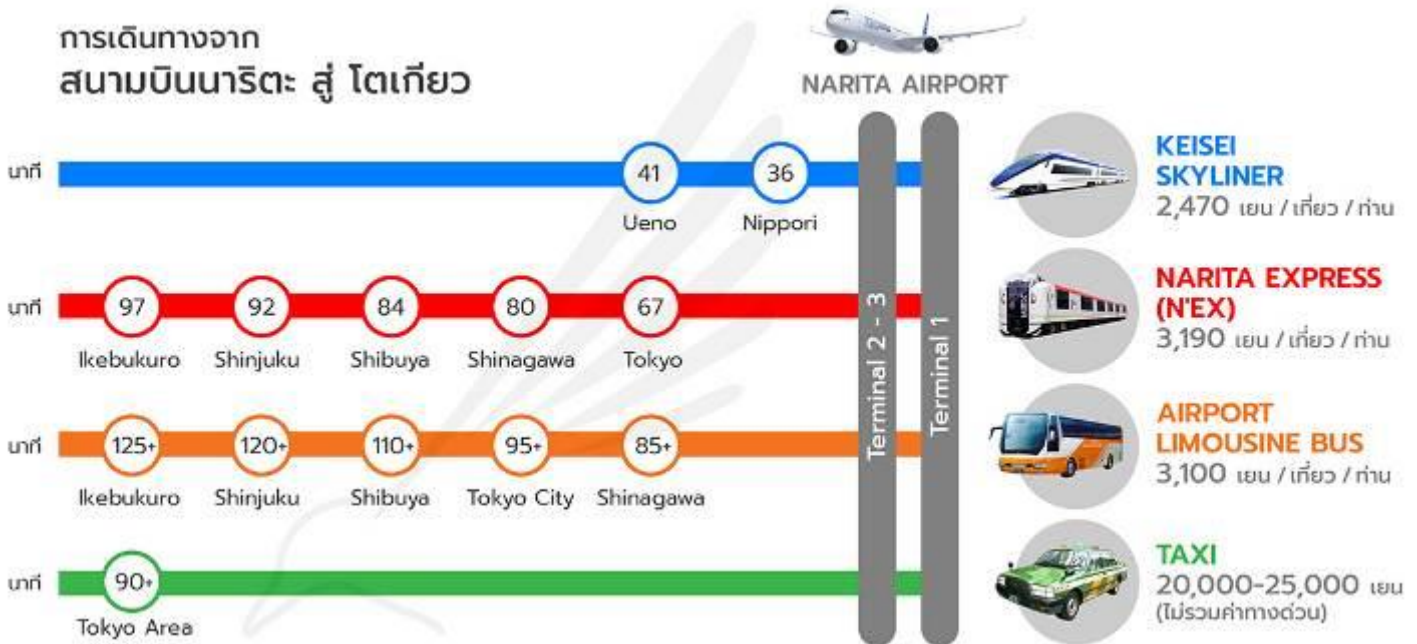 การเดินทางจาก
สนามบินนาริตะ สู่ โตเกียว
NARITA AIRPORT
นาที
41
36
Ueno
Nippori
KEISEI
SKYLINER
2,470 เยน / เที่ยว / ท่าน
นาที
97
92
84
80
67
Ikebukuro
Shinjuku
Shibuya
Shinagawa
Tokyo
NARITA EXPRESS
(N'EX)
3,190 เยน / เที่ยว / ท่าน
Terminal 2 - 3
Terminal 1
นาที
125+
120+
110+
95+
85+
Ikebukuro
Shinjuku
Shibuya
Tokyo City
Shinagawa
AIRPORT
LIMOUSINE BUS
3,100 เยน / เที่ยว / ท่าน
นาที
90+
Tokyo Area
TAXI
20,000-25,000 เยน
(ไม่รวมค่าทางด่วน)